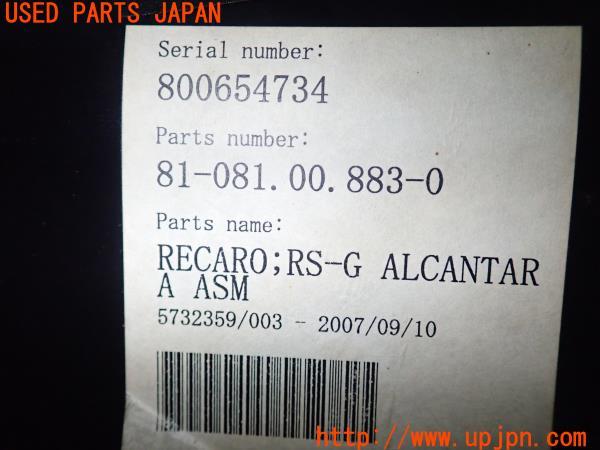 USED PARTS JAPAN
Serial number:
800654734
Parts number:
81-081.00.883-0
Parts name:
RECARO;RS-G ALCANTAR
A ASM
5732359/003 - 2007/09/10
http://www.upjpn.com/